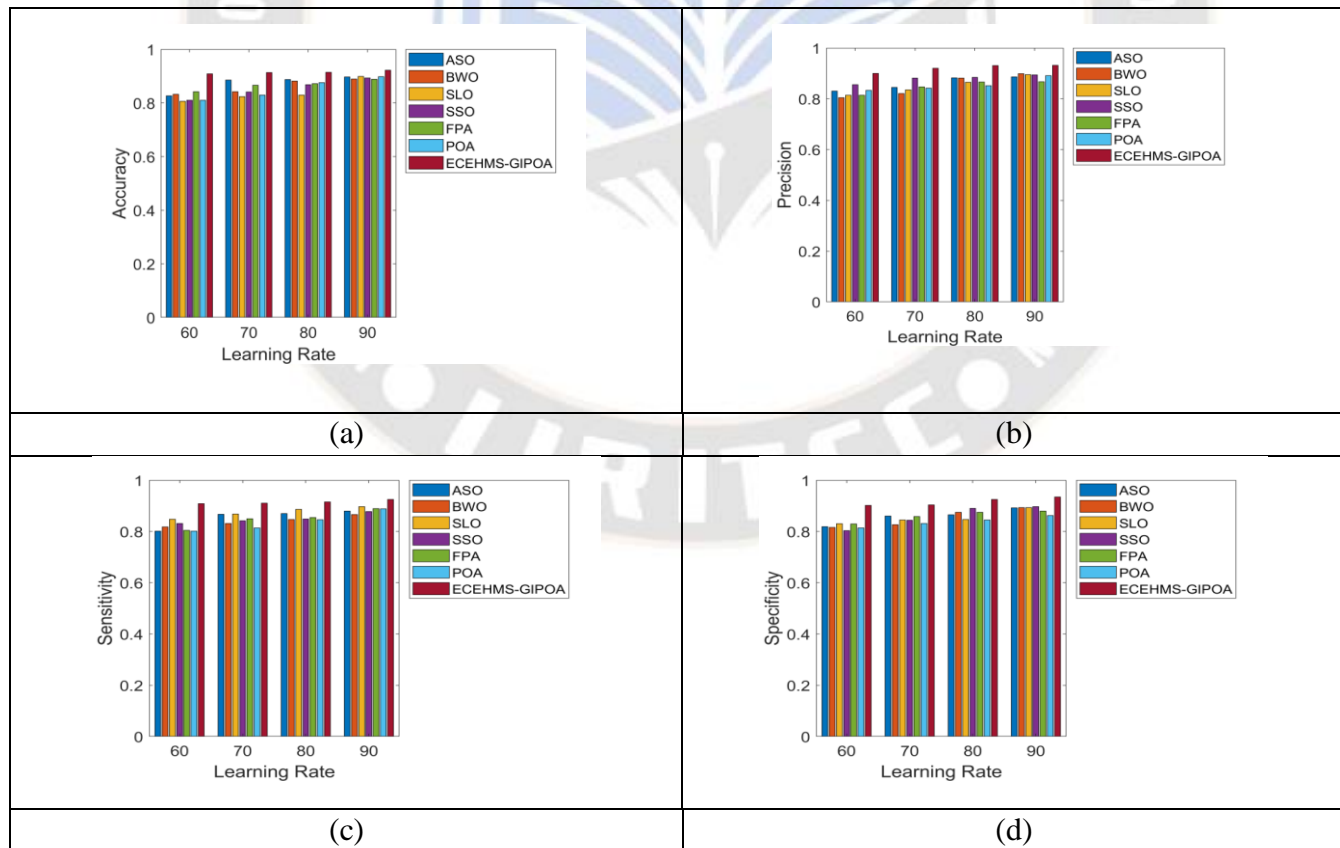 1
0.8
0.6
0.4
0.2
0
Accuracy
60 70 80 90
Learning Rate
ASO
BWO
SLO
SSO
FPA
POA
ECEHMS-GIPOA
1
0.8
0.6
0.4
0.2
0
Precision
60 70 80 90
Learning Rate
ASO
BWO
SLO
SSO
FPA
POA
ECEHMS-GIPOA
(a) (b)
1
0.8
0.6
0.4
0.2
0
Sensitivity
60 70 80 90
Learning Rate
ASO
BWO
SLO
SSO
FPA
POA
ECEHMS-GIPOA
1
0.8
0.6
0.4
0.2
0
Specificity
60 70 80 90
Learning Rate
ASO
BWO
SLO
SSO
FPA
POA
ECEHMS-GIPOA
(c) (d)
IJRITCC